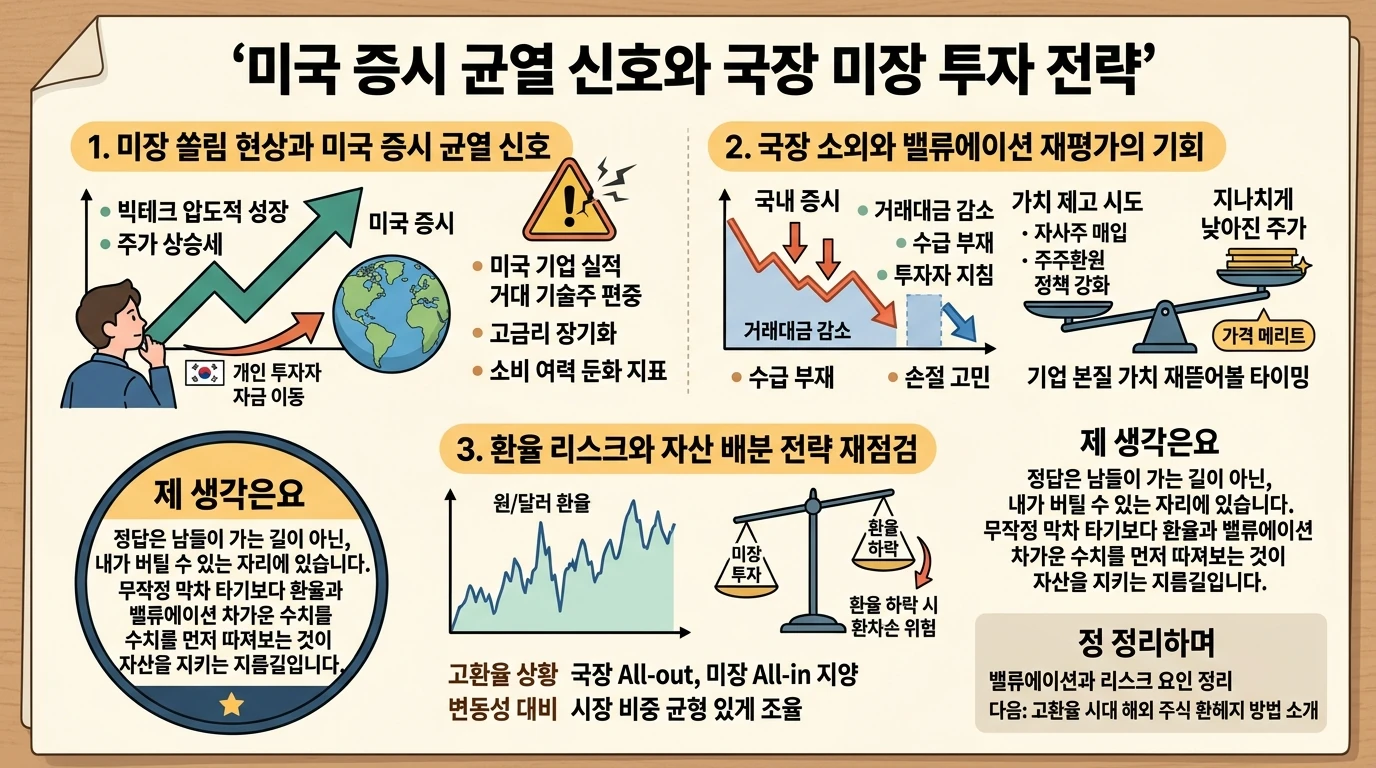 ‘미국 증시 균열 신호와 국장 미장 투자 전략’
1. 미장 쏠림 현상과 미국 증시 균열 신호
빅테크 압도적 성장
주가 상승세
미국 증시
개인 투자자
자금 이동
미국 기업 실적
거대 기술주 편중
고금리 장기화
소비 여력 둔화 지표
2. 국장 소외와 밸류에이션 재평가의 기회
국내 증시
거래대금 감소
수급 부재
투자자 지침
거래대금 감소
수급 부재
손절 고민
가치 제고 시도
· 자사주 매입
· 주주환원
정책 강화
지나치게
낮아진 주가
가격 메리트
기업 본질 가치 재뜯어볼 타이밍
제 생각은요
정답은 남들이 가는 길이 아닌,
내가 버틸 수 있는 자리에 있습니다.
무작정 막차 타기보다 환율과
밸류에이션 차가운 수치를
수치를 먼저 따져보는 것이
자산을 지키는 지름길입니다.
3. 환율 리스크와 자산 배분 전략 재점검
원/달러 환율
미장
투자
환율
하락
환율 하락 시
환차손 위험
고환율 상황 국장 All-out, 미장 All-in 지양
변동성 대비 시장 비중 균형 있게 조율
제 생각은요
정답은 남들이 가는 길이 아닌,
내가 버틸 수 있는 자리에 있습니다.
무작정 막차 타기보다 환율과 밸류에이션
차가운 수치를 먼저 따져보는 것이
자산을 지키는 지름길입니다.
정 정리하며
밸류에이션과 리스크 요인 정리
다음: 고환율 시대 해외 주식 환헤지 방법 소개